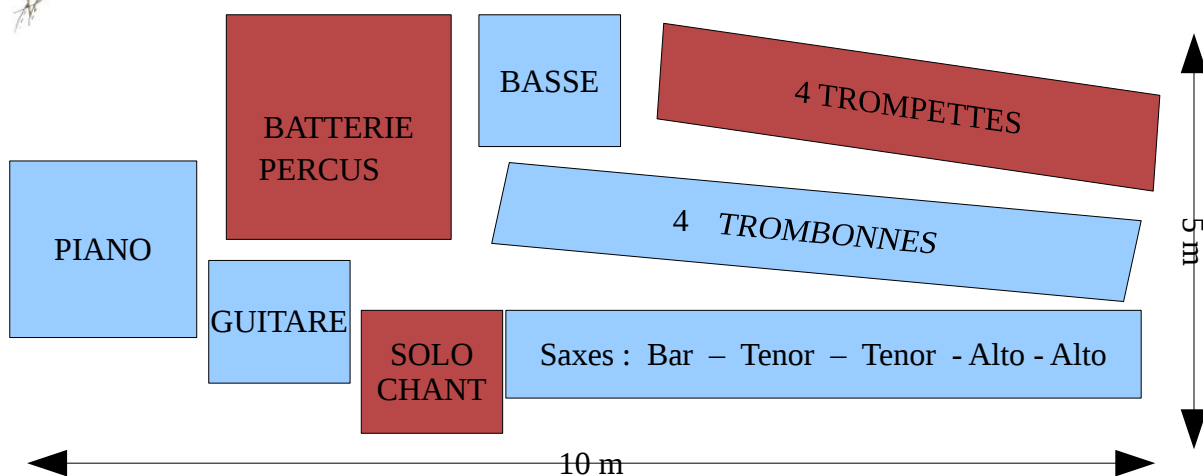 BASSE
4 TROMPETTES
BATTERIE
PERCUS
4 TROMBONNES
PIANO
5 m
GUITARE
SOLO
CHANT
Saxes : Bar – Tenor – Tenor - Alto - Alto
10 m